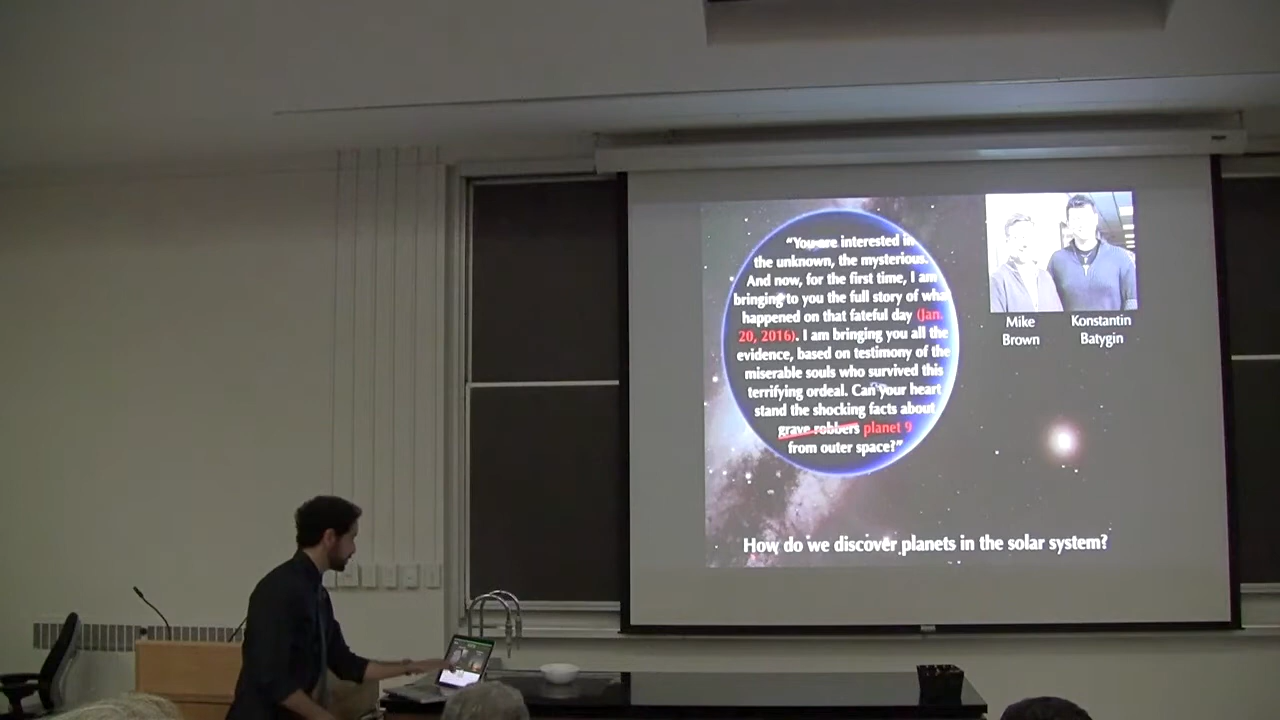 “You are interested in
the unknown, the mysterious.
And now, for the first time, I am
bringing to you the full story of what
happened on that fateful day (Jan.
20, 2016). I am bringing you all the
evidence, based on testimony of the
miserable souls who survived this
terrifying ordeal. Can your heart
stand the shocking facts about
grave robbers planet 9
from outer space?”
Mike
Brown
Konstantin
Batygin
How do we discover planets in the solar system?